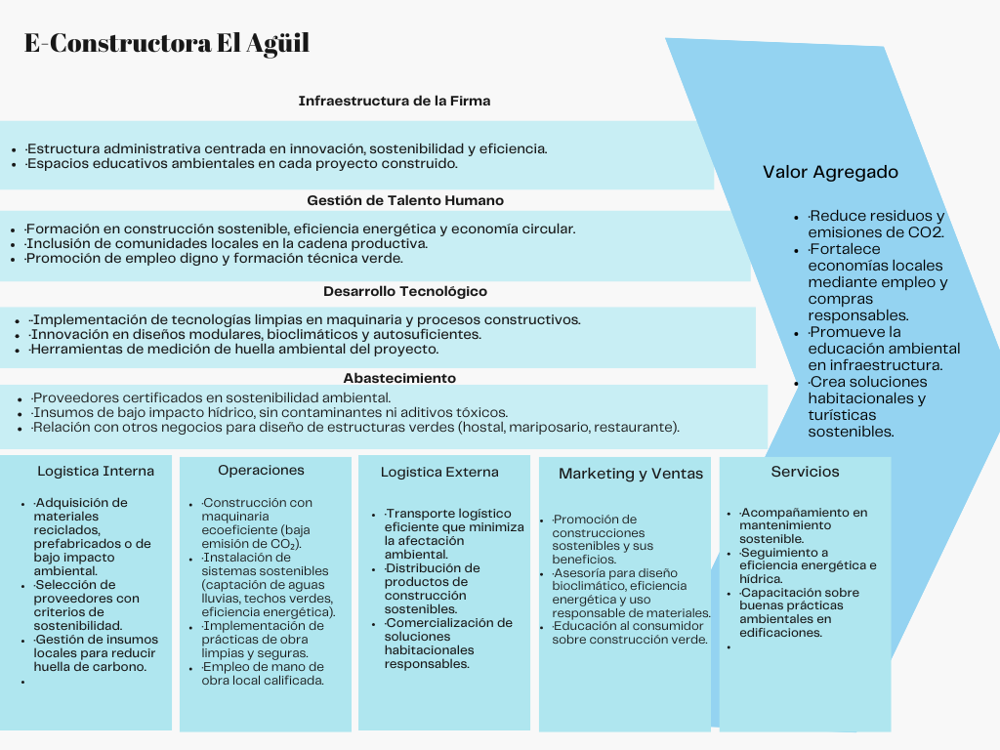 E-Constructora El Agüil
Infraestructura de la Firma
• ·Estructura administrativa centrada en innovación, sostenibilidad y eficiencia.
• ·Espacios educativos ambientales en cada proyecto construido.
Gestión de Talento Humano
• ·Formación en construcción sostenible, eficiencia energética y economía circular.
• ·Inclusión de comunidades locales en la cadena productiva.
• ·Promoción de empleo digno y formación técnica verde.
Desarrollo Tecnológico
• -Implementación de tecnologías limpias en maquinaria y procesos constructivos.
• ·Innovación en diseños modulares, bioclimáticos y autosuficientes.
• ·Herramientas de medición de huella ambiental del proyecto.
Abastecimiento
• ·Proveedores certificados en sostenibilidad ambiental.
• ·Insumos de bajo impacto hídrico, sin contaminantes ni aditivos tóxicos.
• ·Relación con otros negocios para diseño de estructuras verdes (hostal, mariposario, restaurante).
Valor Agregado
• ·Reduce residuos y
emisiones de CO2.
• ·Fortalece
economías locales
mediante empleo y
compras
responsables.
• ·Promueve la
educación ambiental
en infraestructura.
• ·Crea soluciones
habitacionales y
turísticas
sostenibles.
Logistica Interna
• ·Adquisición de
materiales
reciclados,
prefabricados o de
bajo impacto
ambiental.
• ·Selección de
proveedores con
criterios de
sostenibilidad.
• ·Gestión de insumos
locales para reducir
huella de carbono.
•
Operaciones
• ·Construcción con
maquinaria
ecoeficiente (baja
emisión de CO₂).
• ·Instalación de
sistemas sostenibles
(captación de aguas
lluvias, techos verdes,
eficiencia energética).
• ·Implementación de
prácticas de obra
limpias y seguras.
• ·Empleo de mano de
obra local calificada.
Logistica Externa
• ·Transporte logístico
eficiente que minimiza
la afectación
ambiental.
• ·Distribución de
productos de
construcción
sostenibles.
• ·Comercialización de
soluciones
habitacionales
responsables.
Marketing y Ventas
• ·Promoción de
construcciones
sostenibles y sus
beneficios.
• ·Asesoría para diseño
bioclimático, eficiencia
energética y uso
responsable de materiales.
• ·Educación al consumidor
sobre construcción verde.
Servicios
• ·Acompañamiento en
mantenimiento
sostenible.
• ·Seguimiento a
eficiencia energética e
hídrica.
• ·Capacitación sobre
buenas prácticas
ambientales en
edificaciones.
•